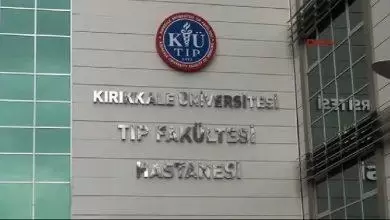 KÜ
TIP
KIRIKKALE ÜNİVERSİTESİ
TIP FAKÜLTESİ
HASTANESİ